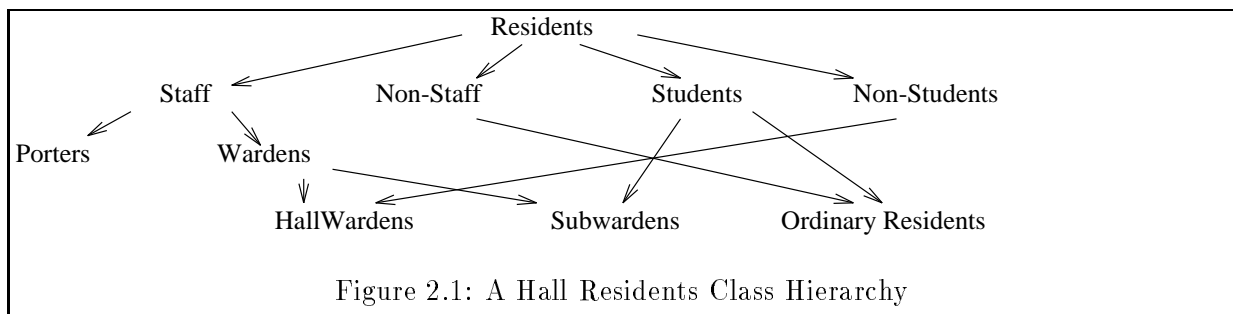 Residents
Staff Non-Staff Students Non-Students
Porters Wardens
HallWardens Subwardens Ordinary Residents
Figure 2.1: A Hall Residents Class Hierarchy